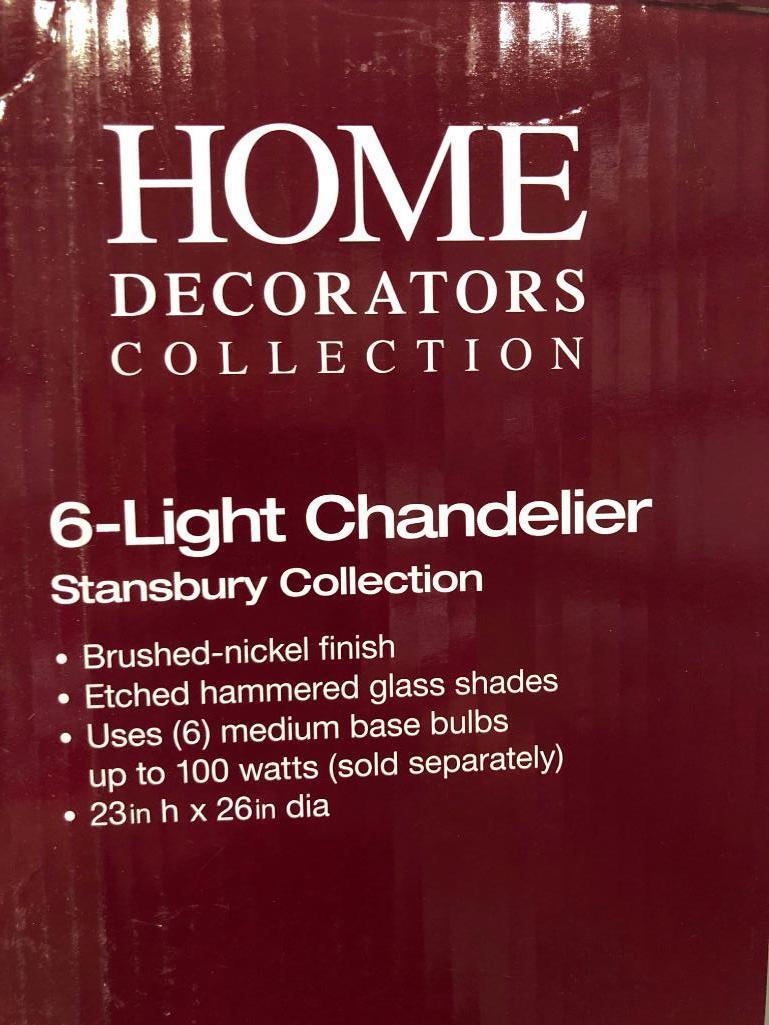 HOME
DECORATORS
COLLECTION
6-Light Chandelier
Stansbury Collection
• Brushed-nickel finish
• Etched hammered glass shades
• Uses (6) medium base bulbs
up to 100 watts (sold separately)
• 23in h x 26in dia